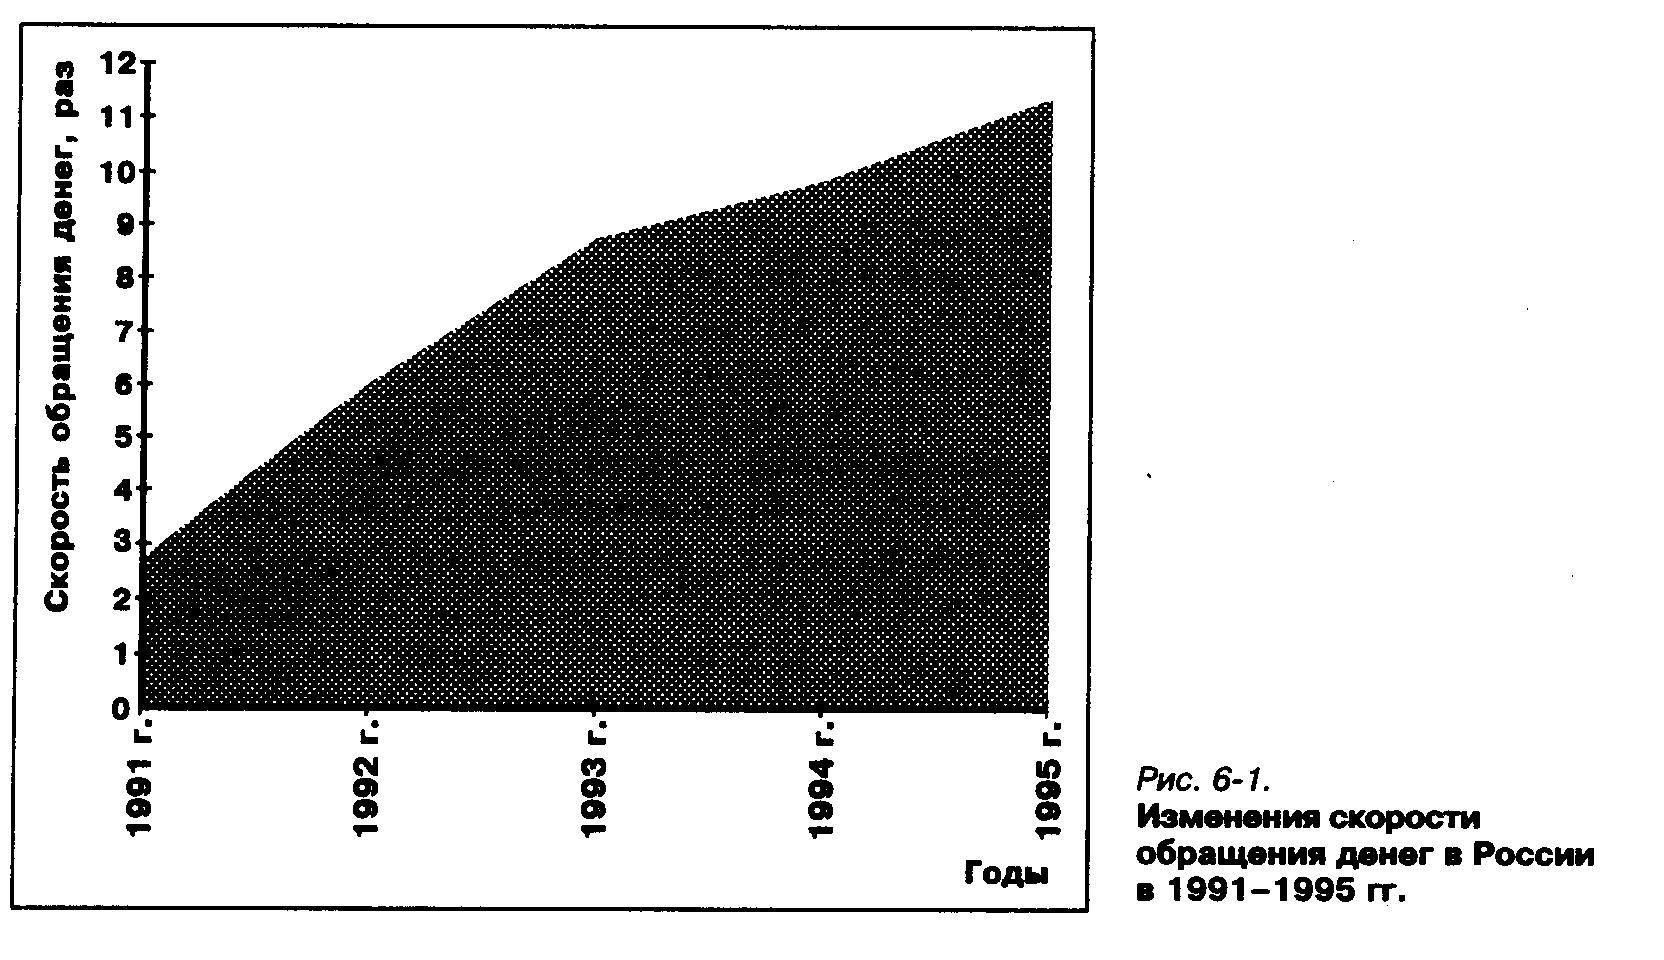 Скорость обращения денег, раз
12
11
10
9
8
7
6
5
4
3
2
1
0
1991 г.
1992 г.
1993 г.
1994 г.
1995 г.
Годы
Рис. 6-1.
Изменения скорости
обращения денег в России
в 1991–1995 гг.